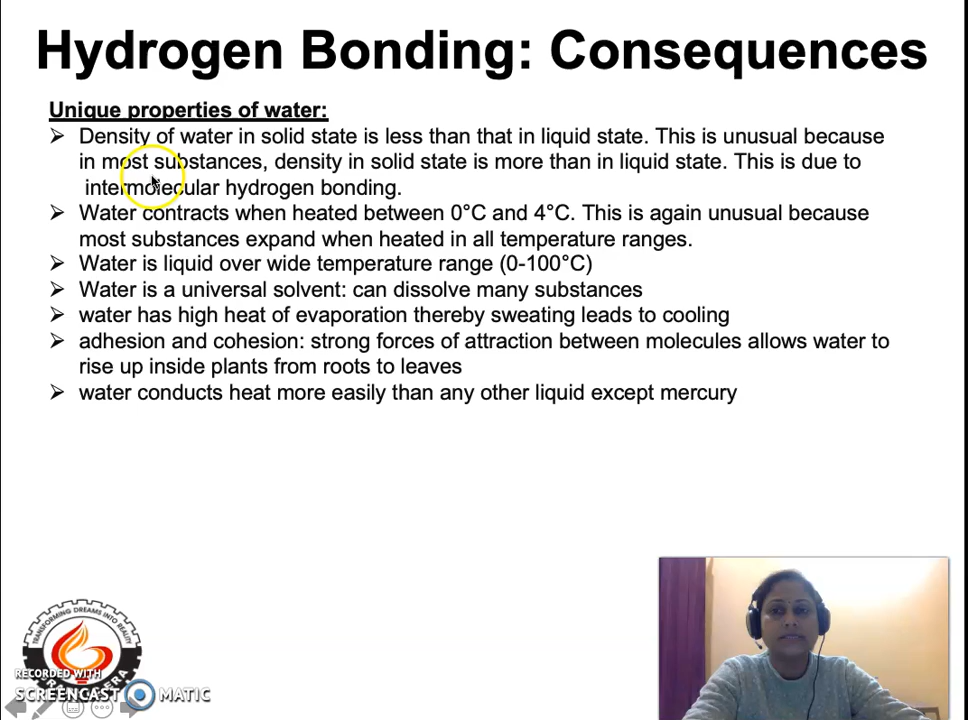 Hydrogen Bonding: Consequences
Unique properties of water:
➢ Density of water in solid state is less than that in liquid state. This is unusual because
in most substances, density in solid state is more than in liquid state. This is due to
intermolecular hydrogen bonding.
➢ Water contracts when heated between 0°C and 4°C. This is again unusual because
most substances expand when heated in all temperature ranges.
➢ Water is liquid over wide temperature range (0-100°C)
➢ Water is a universal solvent: can dissolve many substances
➢ water has high heat of evaporation thereby sweating leads to cooling
➢ adhesion and cohesion: strong forces of attraction between molecules allows water to
rise up inside plants from roots to leaves
➢ water conducts heat more easily than any other liquid except mercury
TRANSFORMING DREAMS INTO REALITY
RECORDED WITH
SCREENCAST MATIC